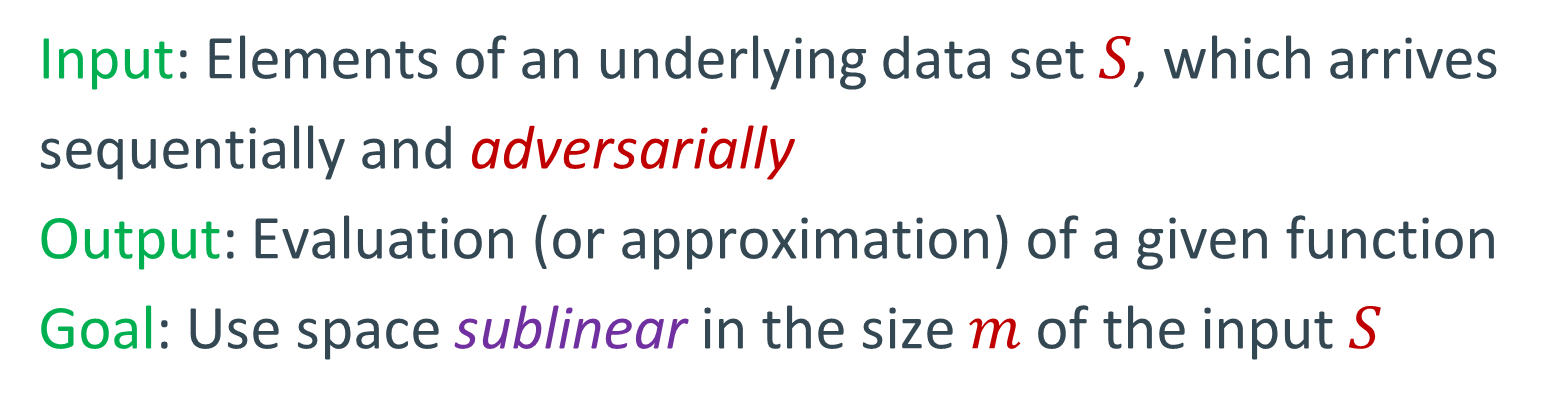 Input: Elements of an underlying data set S, which arrives
sequentially and adversarially
Output: Evaluation (or approximation) of a given function
Goal: Use space sublinear in the size m of the input S